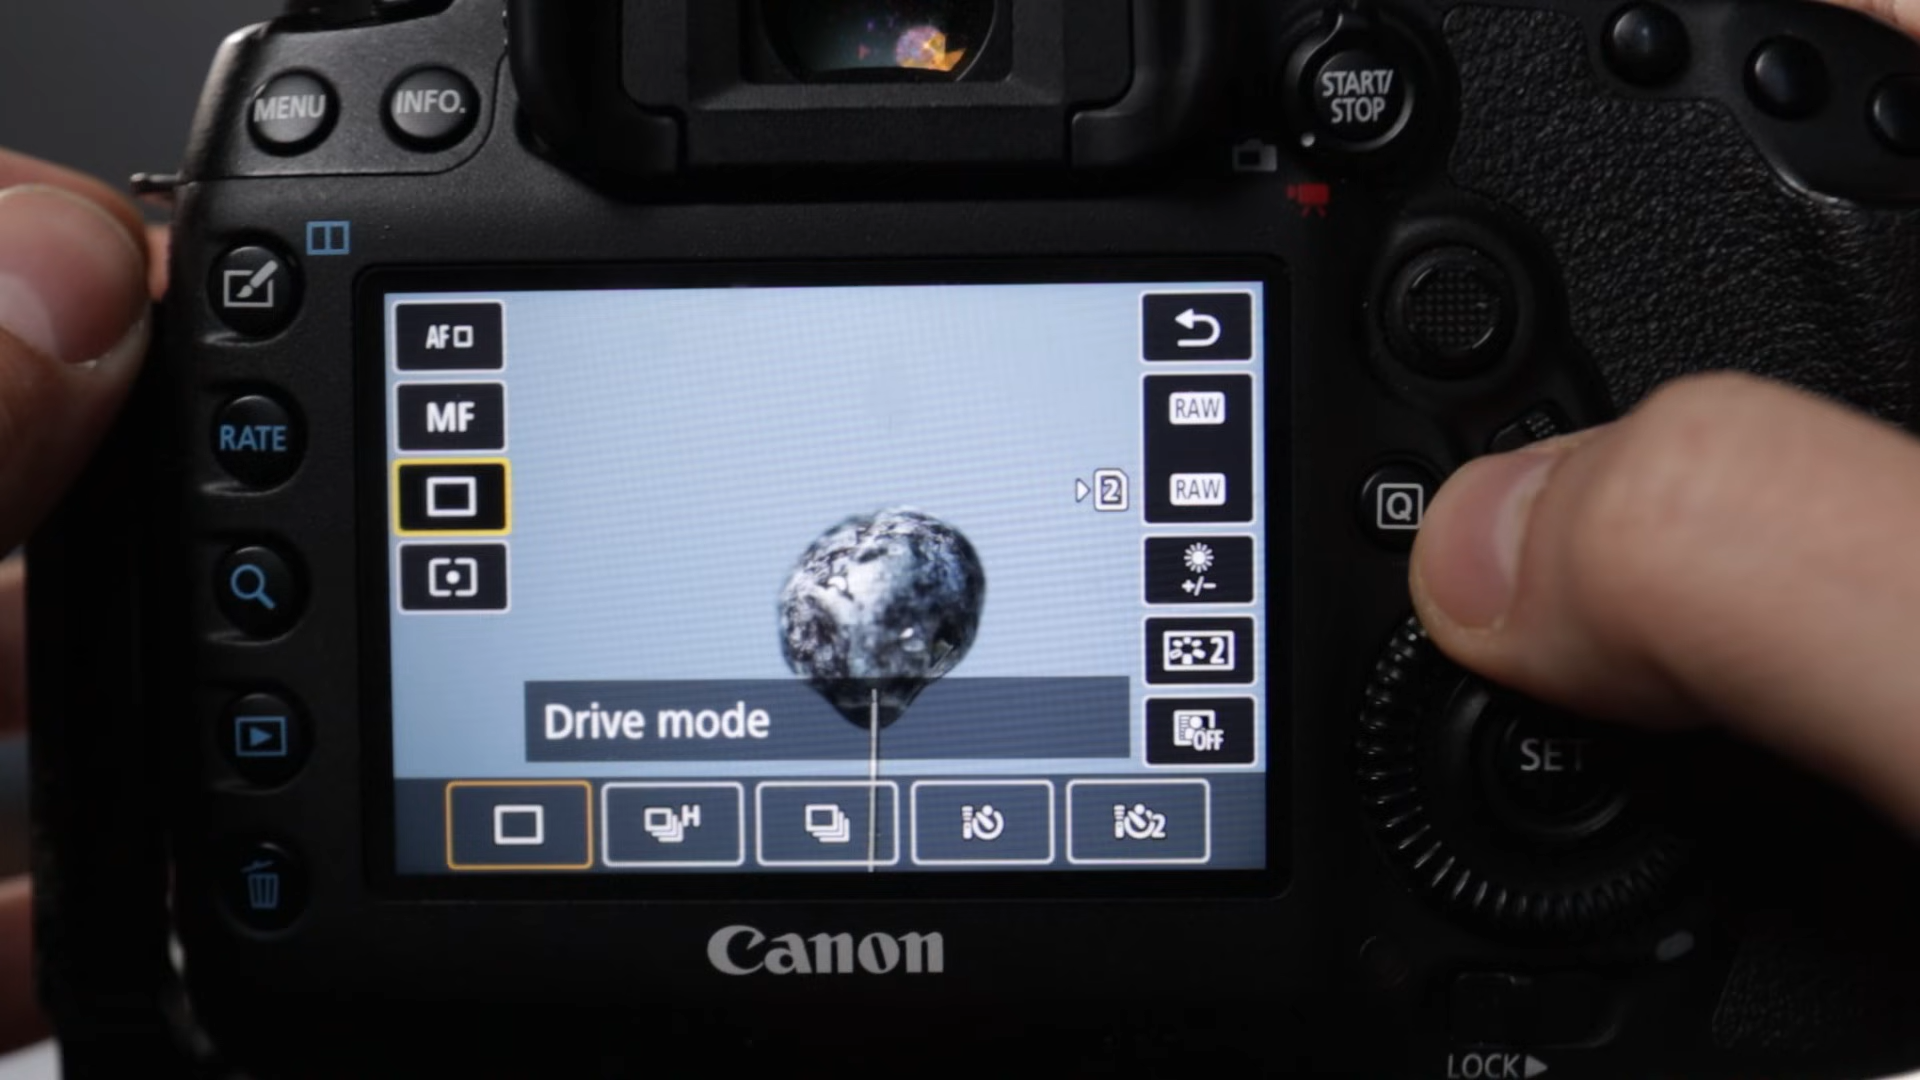 MENU
INFO.
START/
STOP
RATE
AF
MF
RAW
2
RAW
Q
+/-
2
OFF
Drive mode
SET
H
2
Canon
LOCK